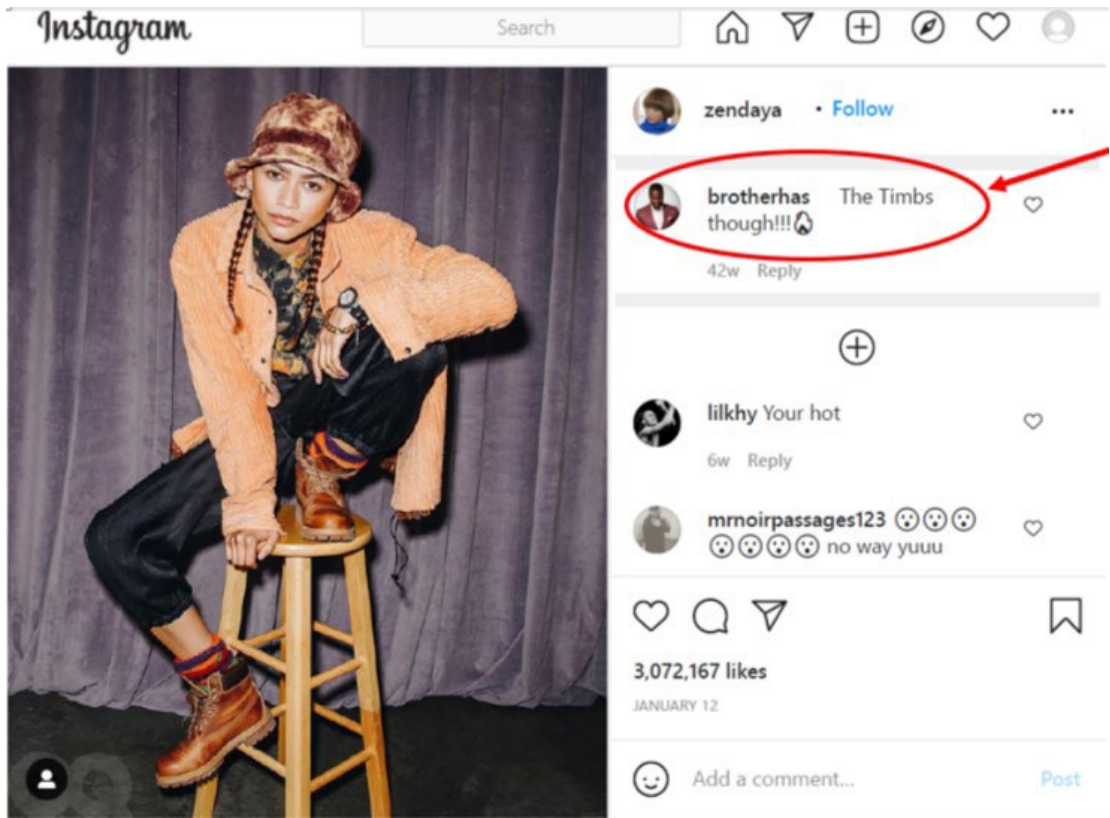 Instagram
Search
zendaya • Follow
brotherhas The Timbs
though!!!
42w Reply
lilkhy Your hot
6w Reply
mrnoirpassages123 😮😮😮
😮😮😮😮 no way yuuu
3,072,167 likes
JANUARY 12
Add a comment...
Post
GQ